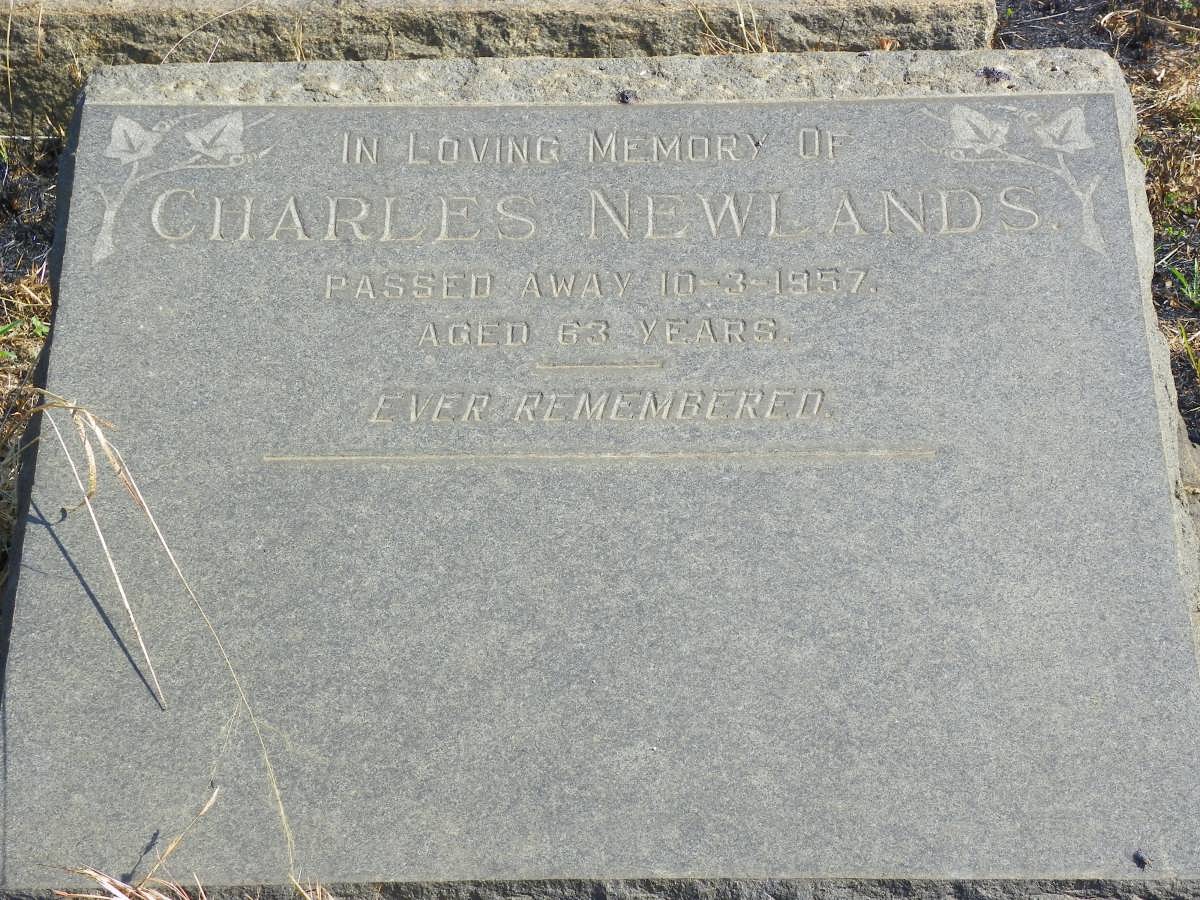 IN LOVING MEMORY OF
CHARLES NEWLANDS.
PASSED AWAY 10-3-1957.
AGED 63 YEARS.
EVER REMEMBERED.